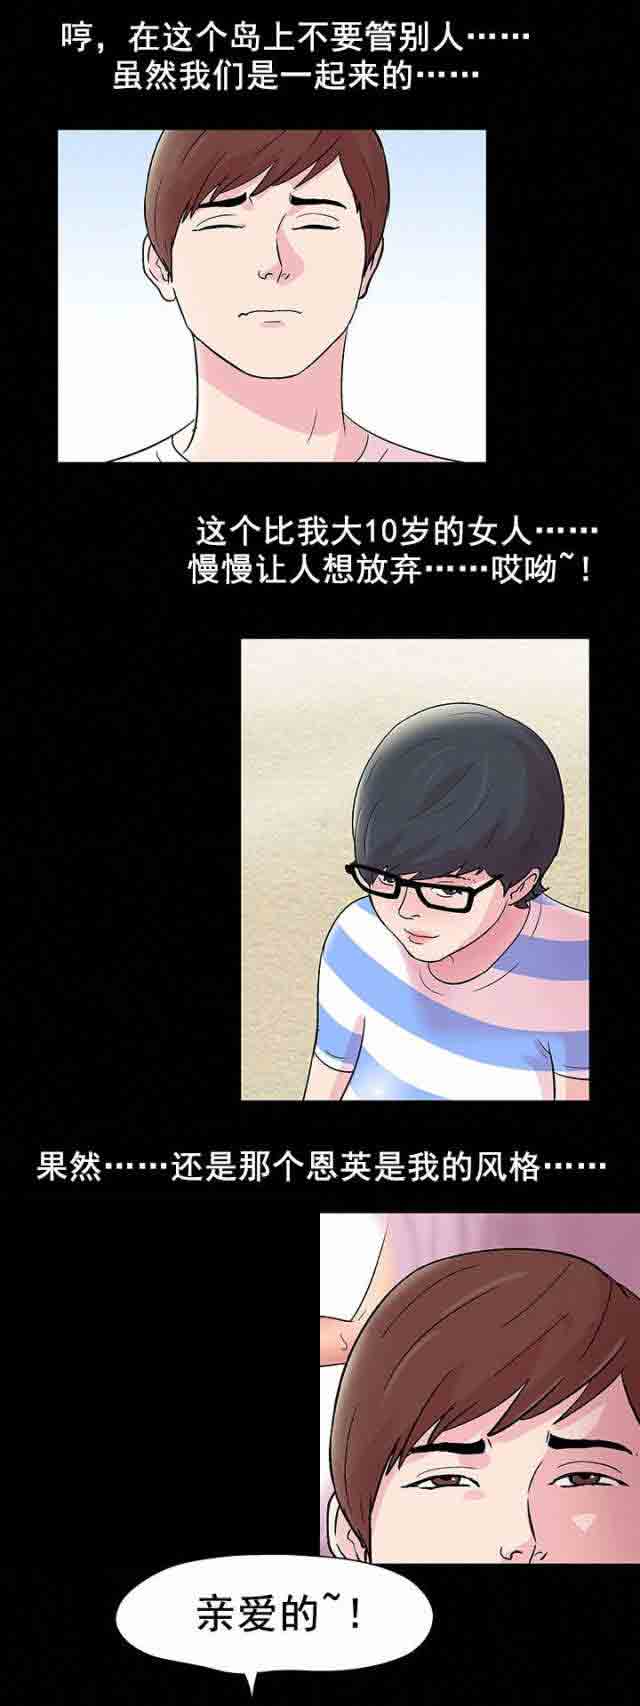 哼，在这个岛上不要管别人……
虽然我们是一起来的……
这个比我大10岁的女人……
慢慢让人想放弃……哎呦~！
果然……还是那个恩英是我的风格……
亲爱的~！